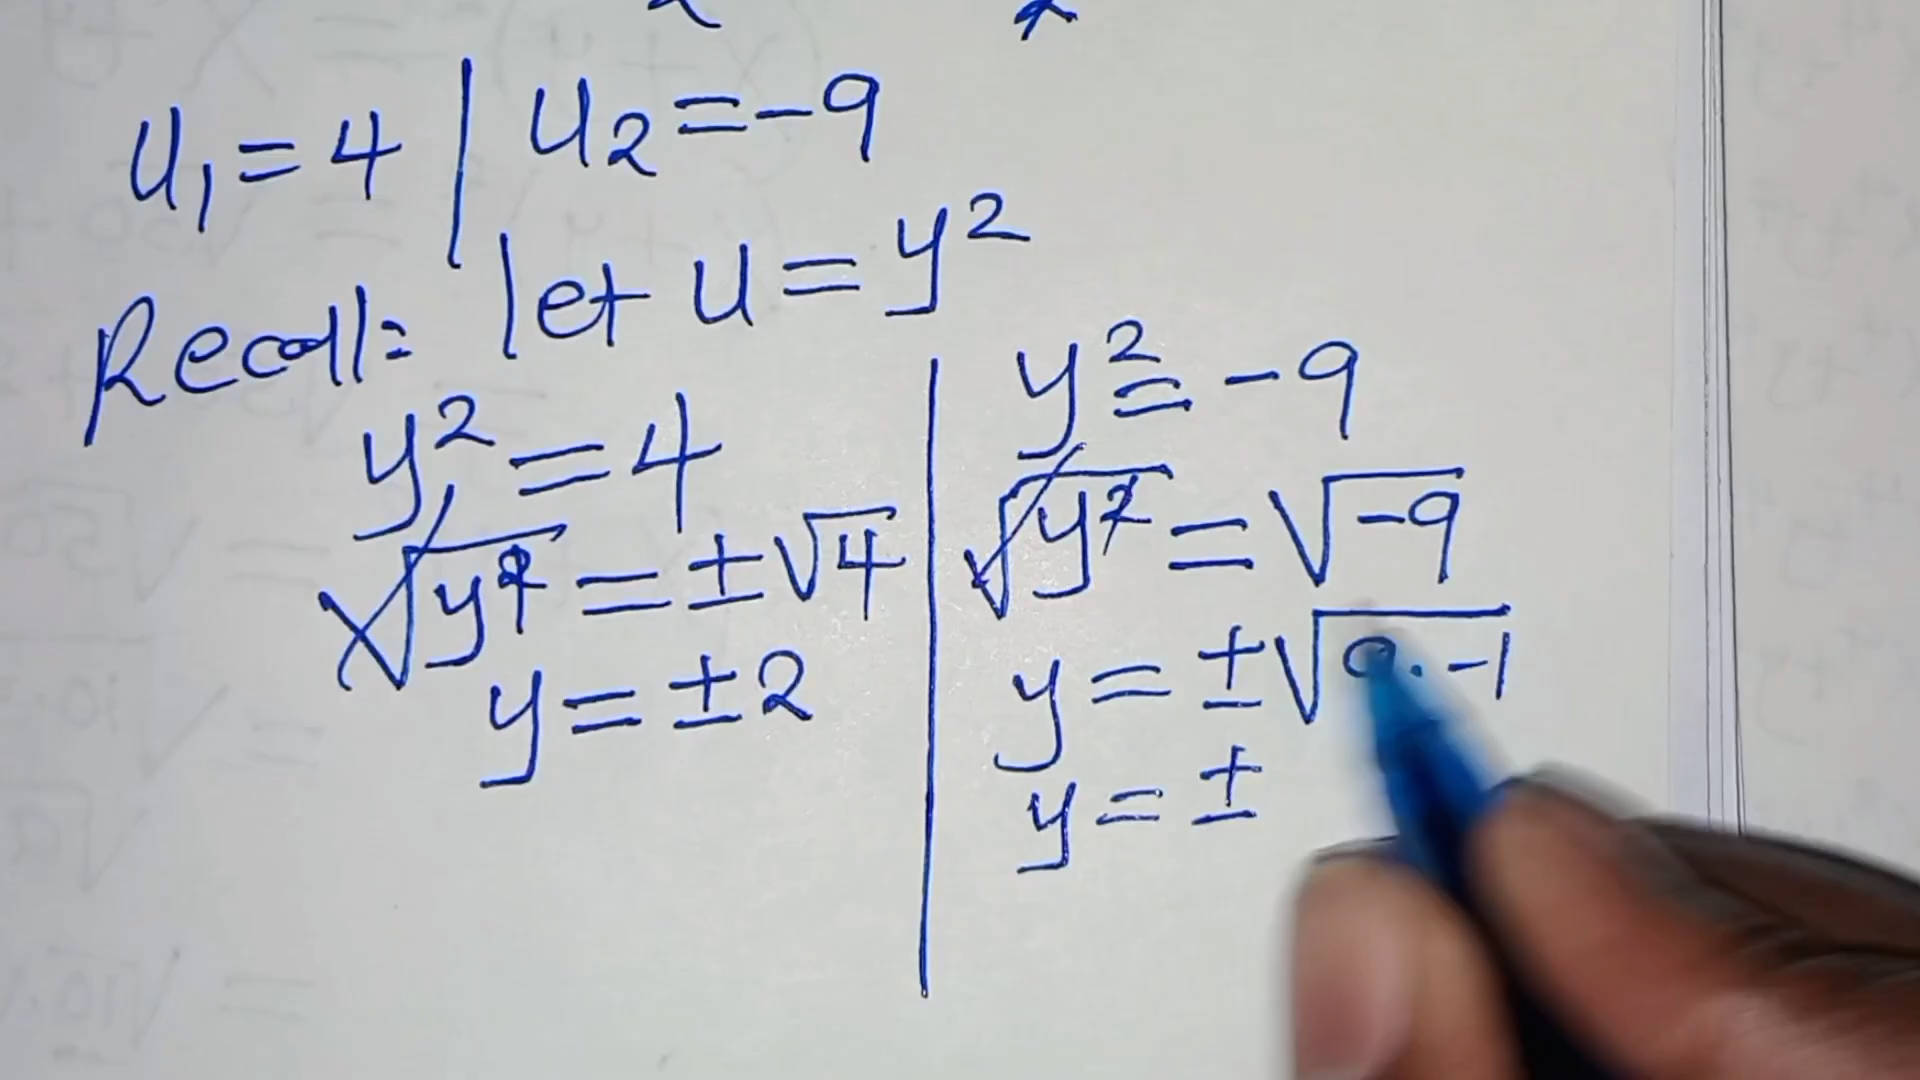 u₁ = 4 | u₂ = -9
Recall: let u = y²
y² = 4
√y² = ±√4
y = ±2
y² = -9
√y² = √-9
y = ±√9·-1
y = ±